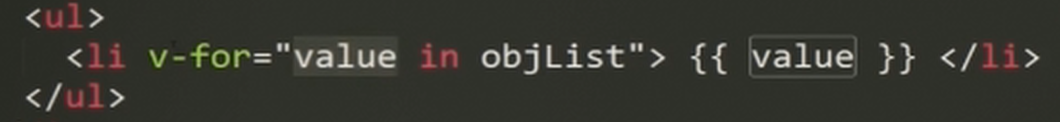 <ul>
<li v-for="value in objList"> {{ value }} </li>
</ul>